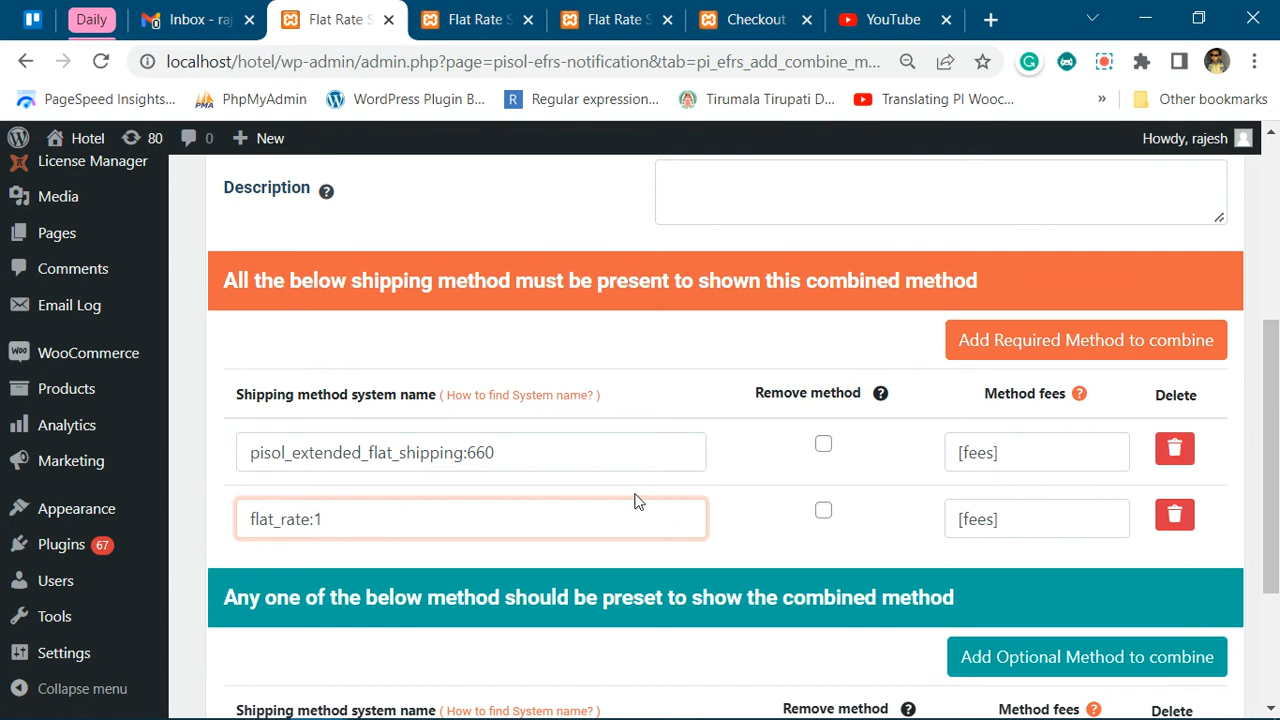 Daily
Inbox - raj
Flat Rate S
Flat Rate S
Flat Rate S
Checkout
YouTube
localhost/hotel/wp-admin/admin.php?page=pisol-efrs-notification&tab=pi_efrs_add_combine_m...
PageSpeed Insights...
PhpMyAdmin
WordPress Plugin B...
R
Regular expression...
Tirumala Tirupati D...
Translating PI Wooc...
»
Other bookmarks
Hotel
80
0
New
Howdy, rajesh
License Manager
Media
Pages
Comments
Email Log
WooCommerce
Products
Analytics
Marketing
Appearance
Plugins 67
Users
Tools
Settings
Collapse menu
Description ?
All the below shipping method must be present to shown this combined method
Add Required Method to combine
Shipping method system name ( How to find System name? )
Remove method ?
Method fees ?
Delete
pisol_extended_flat_shipping:660
[fees]
flat_rate:1
[fees]
Any one of the below method should be preset to show the combined method
Add Optional Method to combine
Shipping method system name ( How to find System name? )
Remove method ?
Method fees ?
Delete